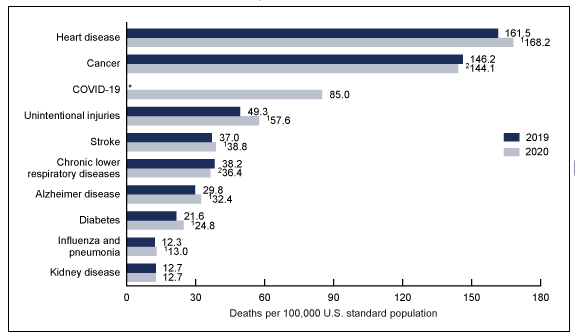 Heart disease
161.5
¹168.2
Cancer
146.2
²144.1
COVID-19
*
85.0
Unintentional injuries
49.3
¹57.6
Stroke
37.0
¹38.8
Chronic lower
respiratory diseases
38.2
²36.4
Alzheimer disease
29.8
¹32.4
Diabetes
21.6
¹24.8
Influenza and
pneumonia
12.3
¹13.0
Kidney disease
12.7
12.7
2019
2020
0 30 60 90 120 150 180
Deaths per 100,000 U.S. standard population